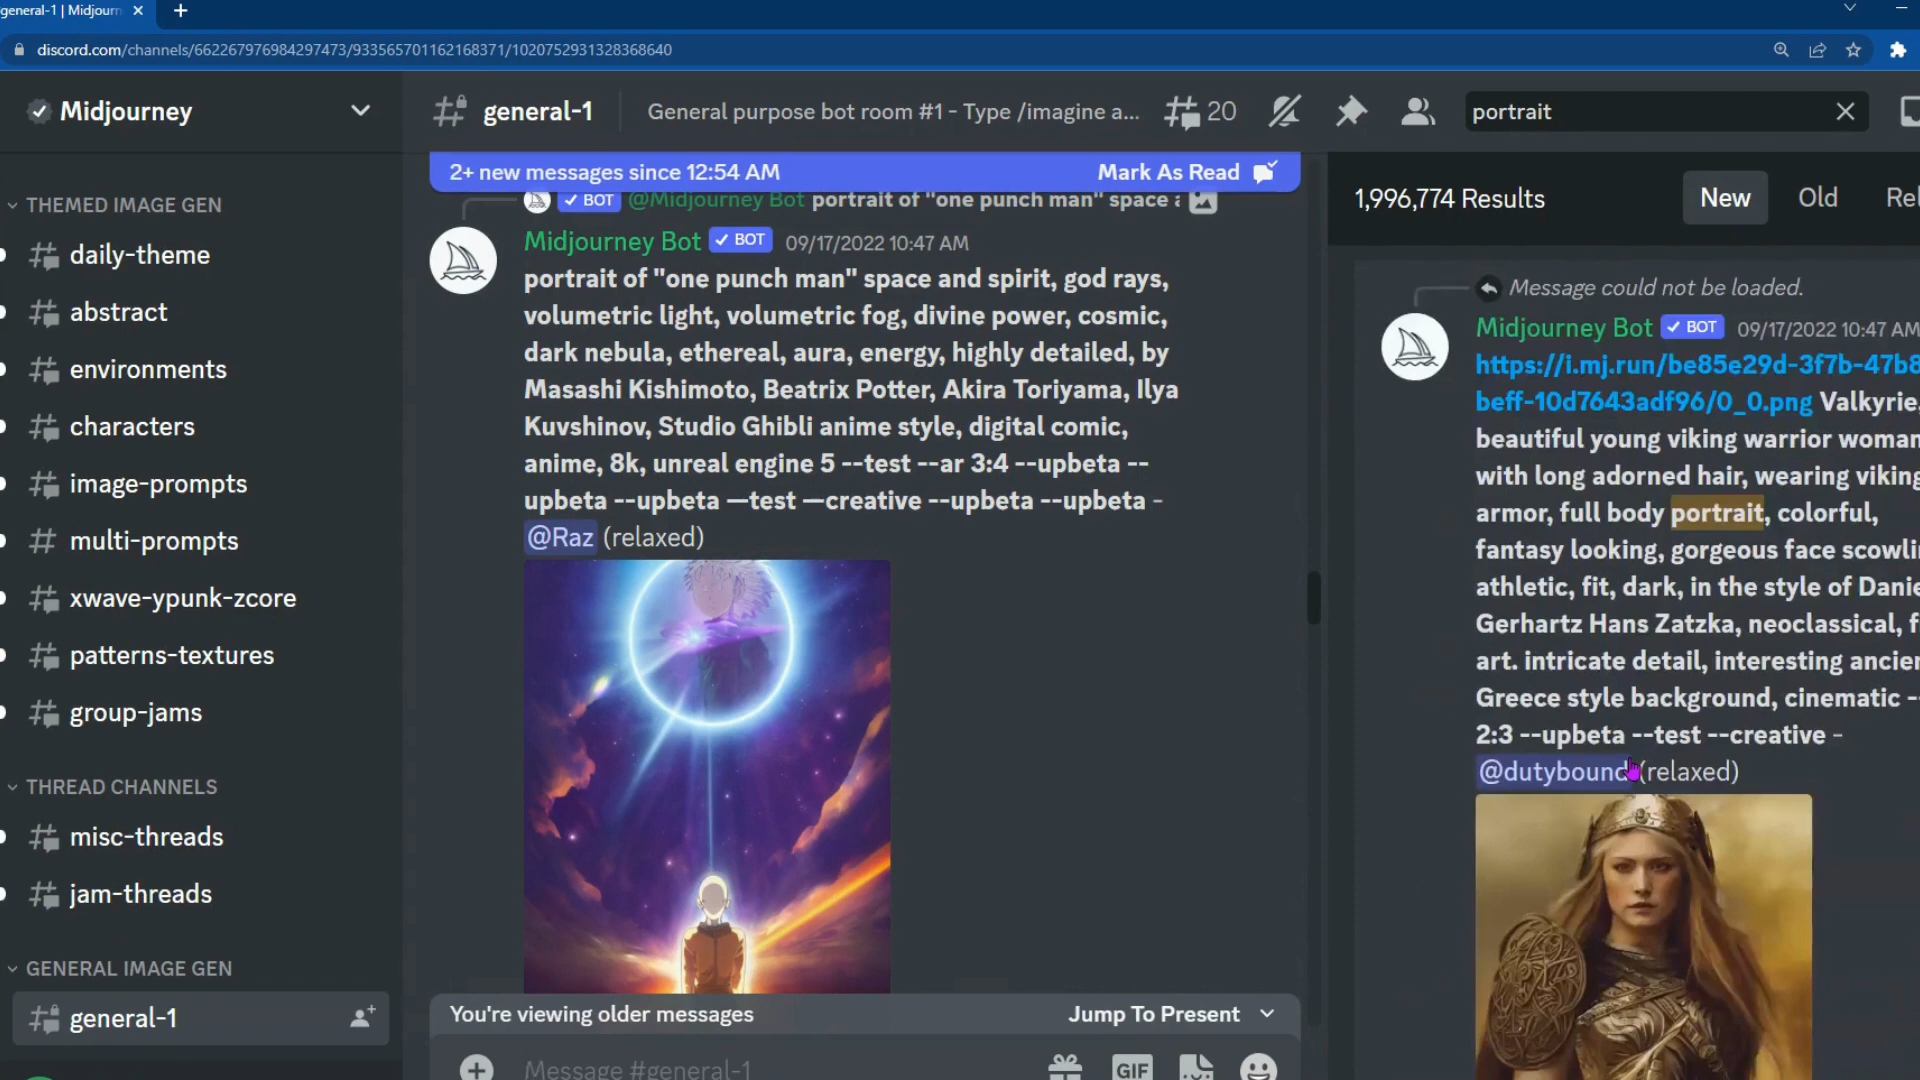 general-1 | Midjourn
discord.com/channels/662267976984297473/933565701162168371/1020752931328368640
Midjourney
general-1
General purpose bot room #1 - Type /imagine a...
20
portrait
THEMED IMAGE GEN
daily-theme
abstract
environments
characters
image-prompts
multi-prompts
xwave-ypunk-zcore
patterns-textures
group-jams
THREAD CHANNELS
misc-threads
jam-threads
GENERAL IMAGE GEN
general-1
2+ new messages since 12:54 AM
Mark As Read
BOT @Midjourney Bot portrait of "one punch man" space
Midjourney Bot BOT 09/17/2022 10:47 AM
portrait of "one punch man" space and spirit, god rays,
volumetric light, volumetric fog, divine power, cosmic,
dark nebula, ethereal, aura, energy, highly detailed, by
Masashi Kishimoto, Beatrix Potter, Akira Toriyama, Ilya
Kuvshinov, Studio Ghibli anime style, digital comic,
anime, 8k, unreal engine 5 --test --ar 3:4 --upbeta --
upbeta --upbeta —test —creative --upbeta --upbeta -
@Raz (relaxed)
You're viewing older messages
Jump To Present
Message #general-1
GIF
1,996,774 Results
New
Old
Rel
Message could not be loaded.
Midjourney Bot BOT 09/17/2022 10:47 AM
https://i.mj.run/be85e29d-3f7b-47b8
beff-10d7643adf96/0_0.png Valkyrie,
beautiful young viking warrior woman
with long adorned hair, wearing viking
armor, full body portrait, colorful,
fantasy looking, gorgeous face scowli
athletic, fit, dark, in the style of Danie
Gerhartz Hans Zatzka, neoclassical, f
art. intricate detail, interesting ancie
Greece style background, cinematic --
2:3 --upbeta --test --creative -
@dutybound (relaxed)